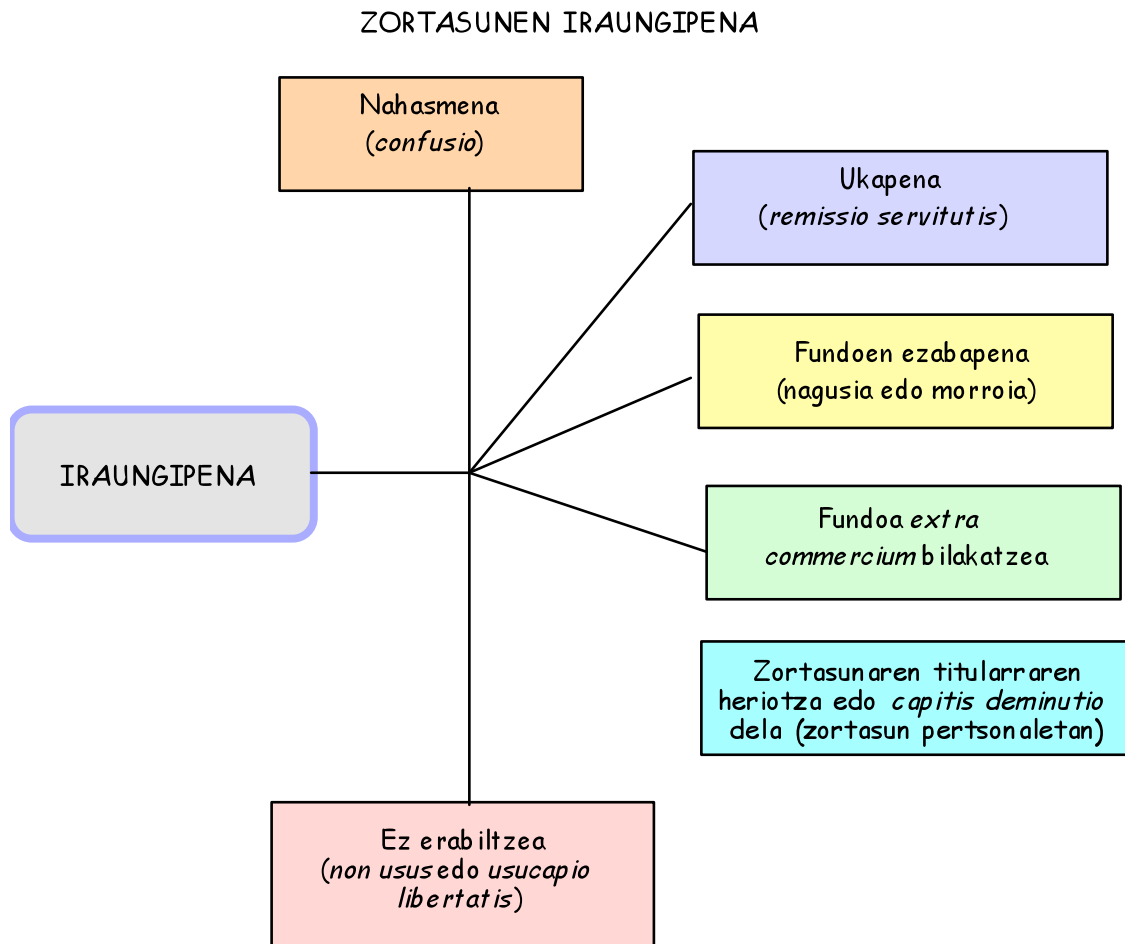 ZORTASUNEN IRAUNGIPENA
Nahasmena
(confusio)
Ukapena
(remissio servitutis)
Fundoen ezabapena
(nagusia edo morroia)
IRAUNGIPENA
Fundoa extra
commercium bilakatzea
Zortasunaren titularraren
heriotza edo capitis deminutio
dela (zortasun pertsonaletan)
Ez erabiltzea
(non usus edo usucapio
libertatis)